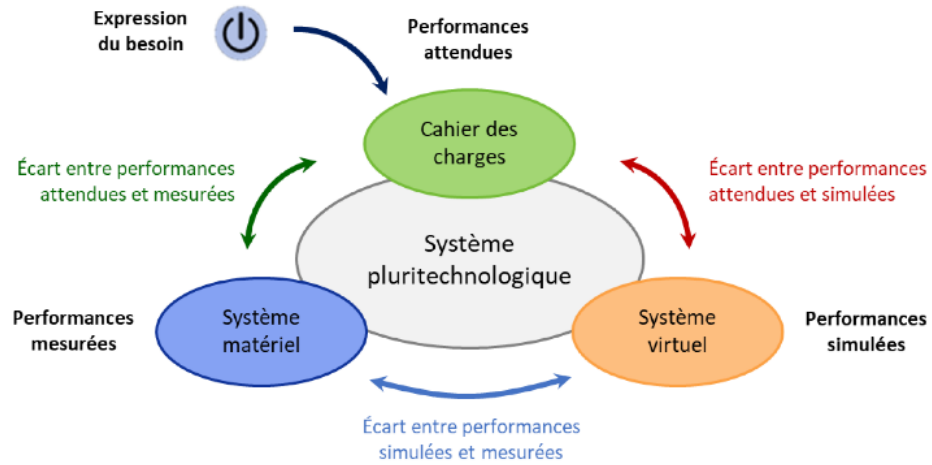 Expression
du besoin
Performances
attendues
Cahier des
charges
Écart entre performances
attendues et mesurées
Écart entre performances
attendues et simulées
Système
pluritechnologique
Performances
mesurées
Système
matériel
Système
virtuel
Performances
simulées
Écart entre performances
simulées et mesurées